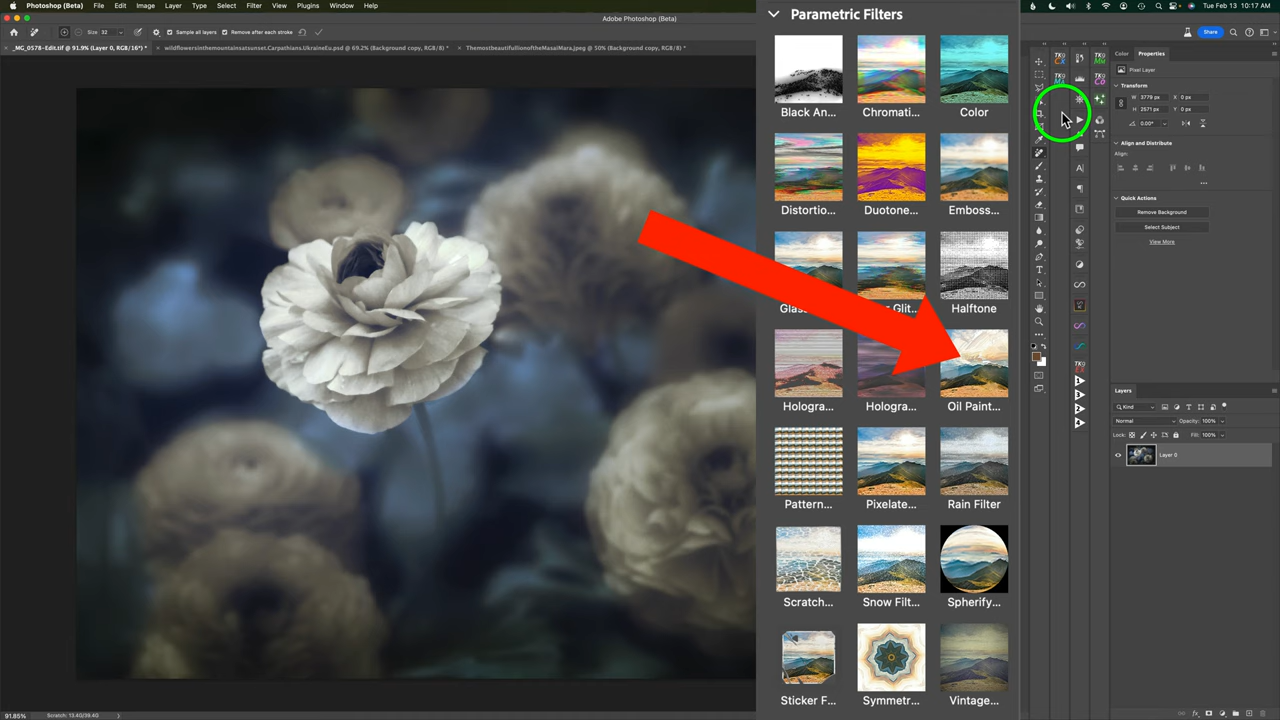 Photoshop (Beta) File Edit Image Layer Type Select Filter View Plugins Window Help
Tue Feb 13 10:17 AM
Adobe Photoshop (Beta)
Size: 32 Sample all layers Remove after each stroke
Share
_MG_0578-Edit.tif @ 91.9% (Layer 0, RGB/16*) *
wildflowersinthemountainsatsunset.Carpathians.UkraineEu.psd @ 69.2% (Background copy, RGB/8) *
ThemostbeautifullionoftheMasaiMara.jpeg @ 50% (Background copy, RGB/8*) *
Parametric Filters
Black An...
Chromati...
Color
Distortio...
Duotone...
Emboss...
Glas
Glit...
Halftone
Hologra...
Hologra...
Oil Paint...
Pattern...
Pixelate...
Rain Filter
Scratch...
Snow Filt...
Spherify...
Sticker F...
Symmetr...
Vintage...
Color Properties
Pixel Layer
Transform
W 3779 px X 0 px
H 2571 px Y 0 px
0.00°
Align and Distribute
Align:
Quick Actions
Remove Background
Select Subject
View More
Layers
Kind
Normal Opacity: 100%
Lock: Fill: 100%
Layer 0
91.85% Scratch: 13.4G/39.4G